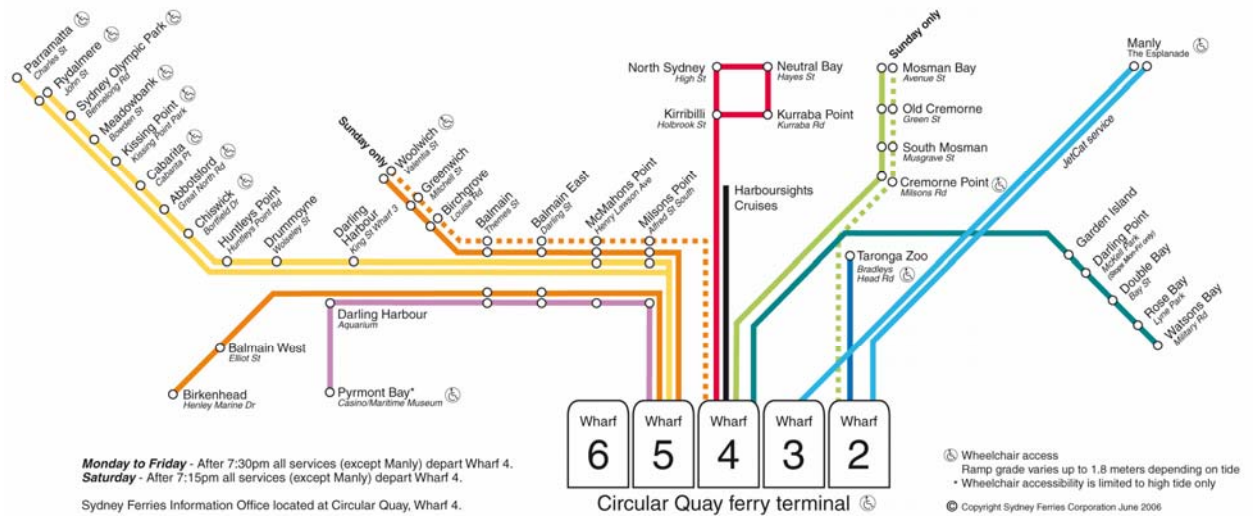 Parramatta
Charles St
Rydalmere
John St
Sydney Olympic Park
Bennelong Rd
Meadowbank
Bowden St
Kissing Point
Kissing Point Park
Cabarita
Cabarita Pt
Abbotsford
Great North Rd
Chiswick
Bortfield Dr
Huntleys Point
Huntleys Point Rd
Drummoyne
Wolseley St
Darling
Harbour
King St Wharf 3
Sunday only
Woolwich
Valentia St
Greenwich
Mitchell St
Birchgrove
Louisa Rd
Balmain
Thames St
Balmain East
Darling St
McMahons Point
Henry Lawson Ave
Milsons Point
Alfred St South
North Sydney
High St
Neutral Bay
Hayes St
Kirribilli
Holbrook St
Kurraba Point
Kurraba Rd
Harboursights
Cruises
Sunday only
Mosman Bay
Avenue St
Old Cremorne
Green St
South Mosman
Musgrave St
Cremorne Point
Milsons Rd
Manly
The Esplanade
JetCat service
Taronga Zoo
Bradleys
Head Rd
Garden Island
Darling Point
McKell Park
(Stops Mon-Fri only)
Double Bay
Bay St
Rose Bay
Lyne Park
Watsons Bay
Military Rd
Darling Harbour
Aquarium
Balmain West
Elliot St
Birkenhead
Henley Marine Dr
Pyrmont Bay*
Casino/Maritime Museum
Wharf
6
Wharf
5
Wharf
4
Wharf
3
Wharf
2
Circular Quay ferry terminal
Monday to Friday - After 7:30pm all services (except Manly) depart Wharf 4.
Saturday - After 7:15pm all services (except Manly) depart Wharf 4.
Sydney Ferries Information Office located at Circular Quay, Wharf 4.
Wheelchair access
Ramp grade varies up to 1.8 meters depending on tide
* Wheelchair accessibility is limited to high tide only
© Copyright Sydney Ferries Corporation June 2006